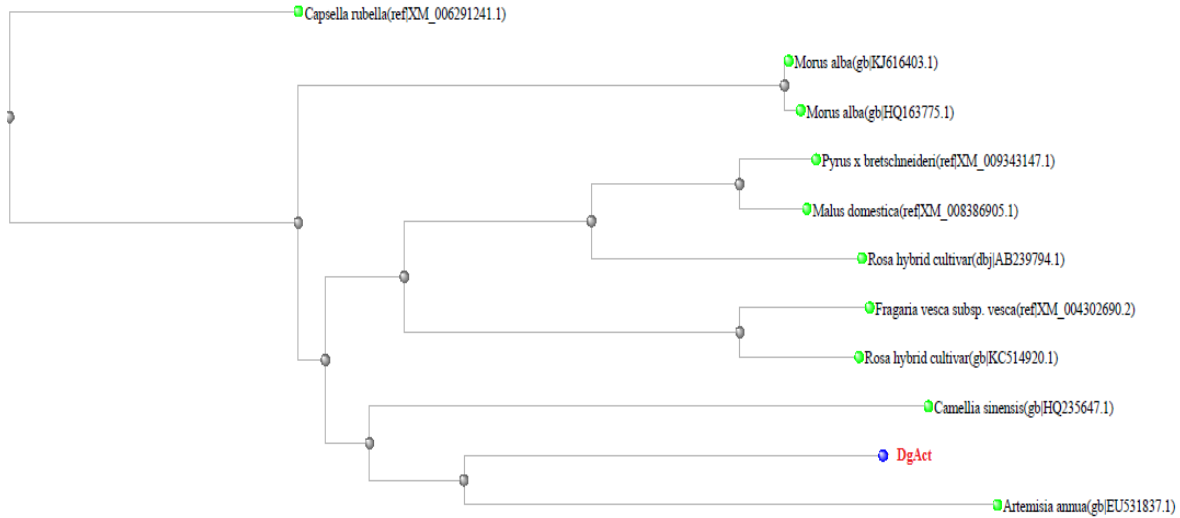 Capsella rubella(ref|XM_006291241.1)
Morus alba(gb|KJ616403.1)
Morus alba(gb|HQ163775.1)
Pyrus x bretschneideri(ref|XM_009343147.1)
Malus domestica(ref|XM_008386905.1)
Rosa hybrid cultivar(dbj|AB239794.1)
Fragaria vesca subsp. vesca(ref|XM_004302690.2)
Rosa hybrid cultivar(gb|KC514920.1)
Camellia sinensis(gb|HQ235647.1)
DgAct
Artemisia annua(gb|EU531837.1)